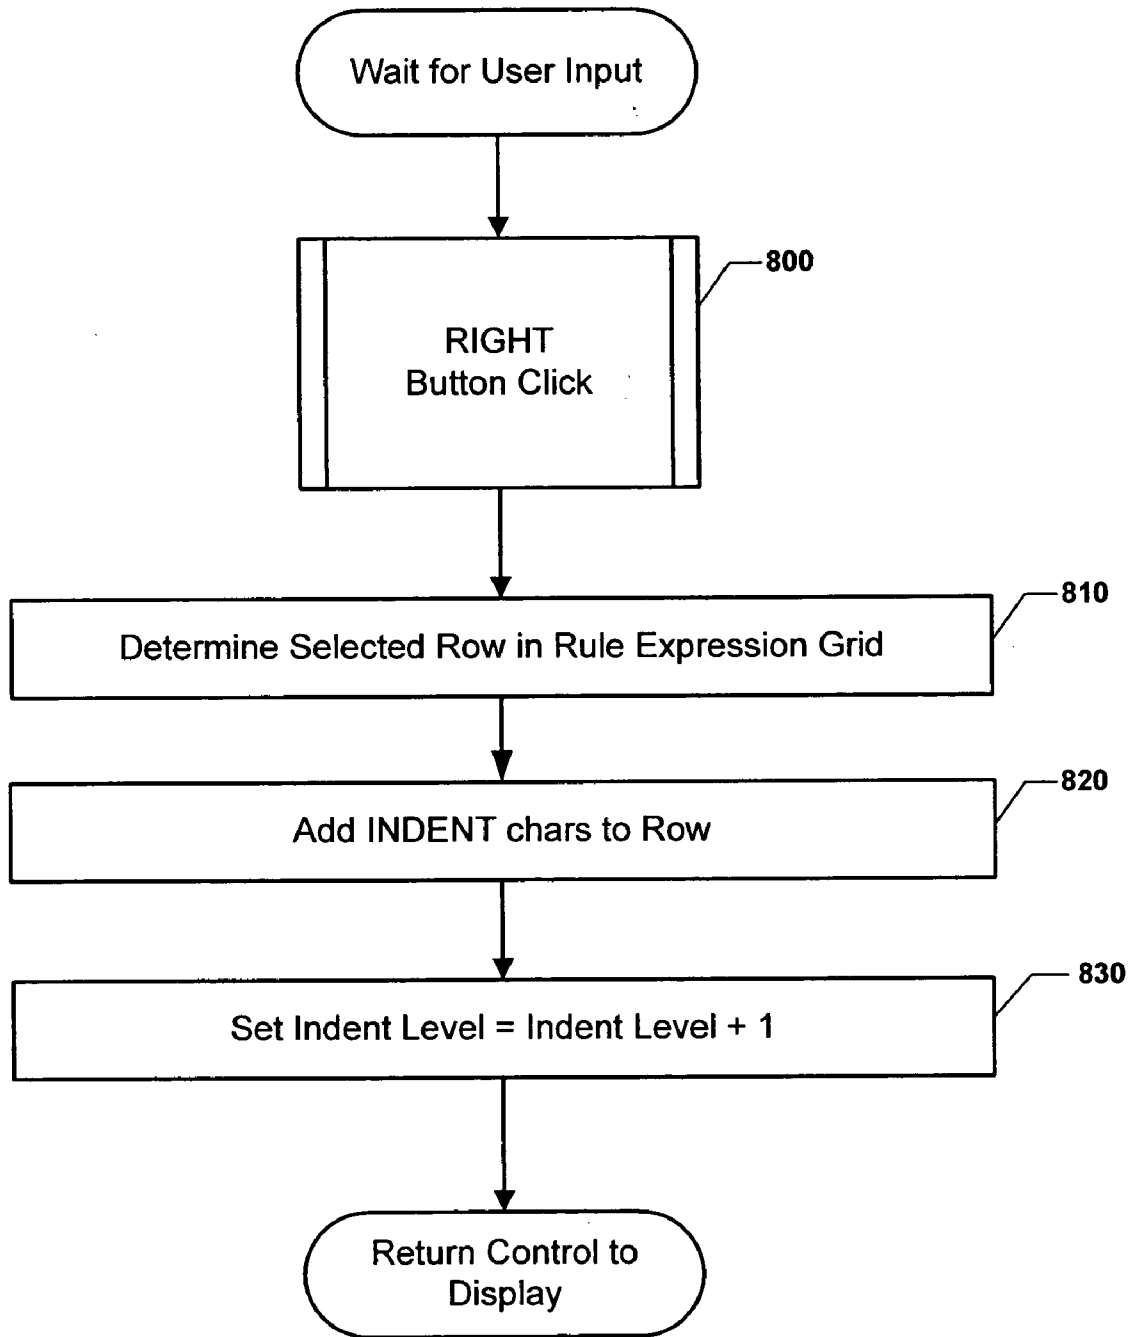 Wait for User Input
800
RIGHT
Button Click
810
Determine Selected Row in Rule Expression Grid
820
Add INDENT chars to Row
830
Set Indent Level = Indent Level + 1
Return Control to
Display